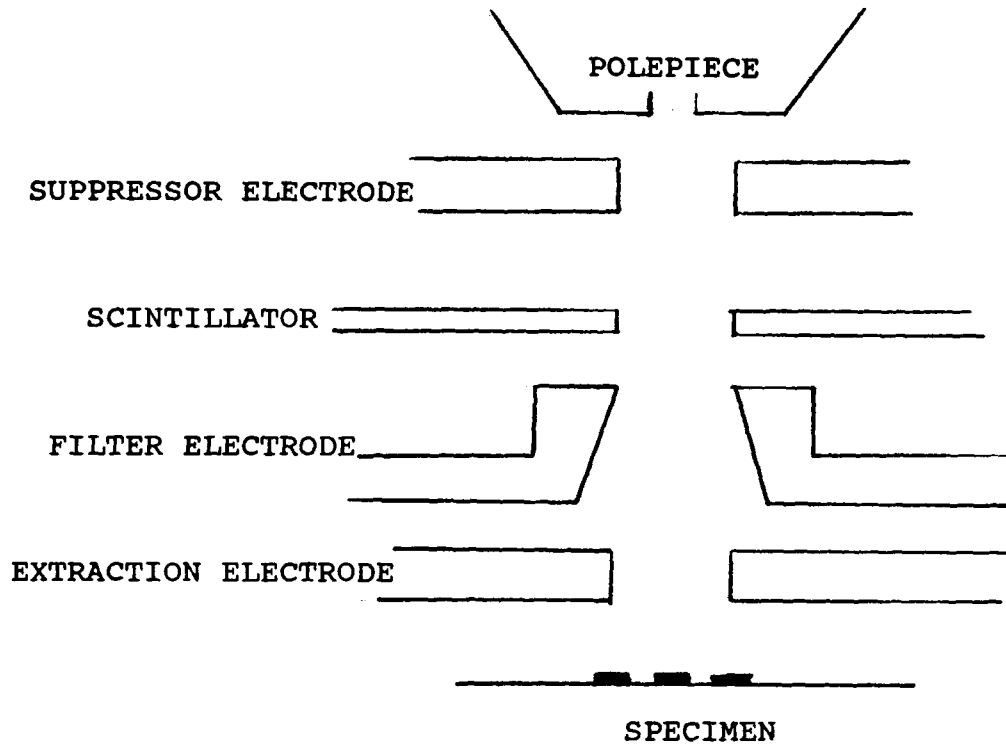 POLEPIECE
SUPPRESSOR ELECTRODE
SCINTILLATOR
FILTER ELECTRODE
EXTRACTION ELECTRODE
SPECIMEN